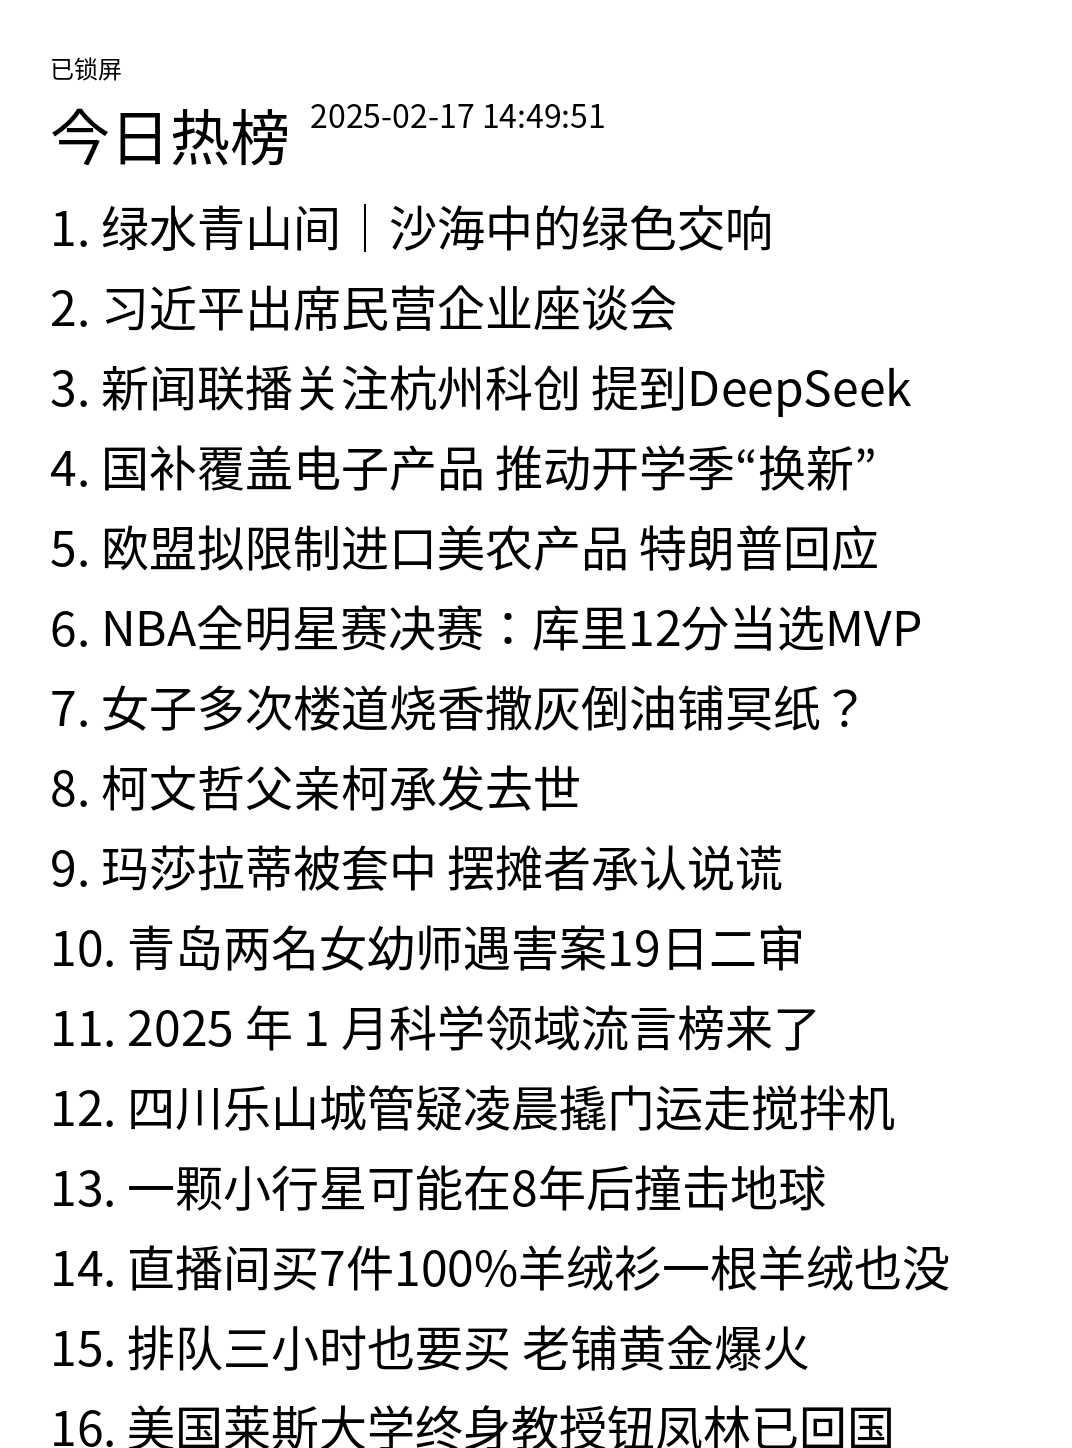 已锁屏
今日热榜 2025-02-17 14:49:51
1. 绿水青山间｜沙海中的绿色交响
2. 习近平出席民营企业座谈会
3. 新闻联播关注杭州科创 提到DeepSeek
4. 国补覆盖电子产品 推动开学季“换新”
5. 欧盟拟限制进口美农产品 特朗普回应
6. NBA全明星赛决赛：库里12分当选MVP
7. 女子多次楼道烧香撒灰倒油铺冥纸？
8. 柯文哲父亲柯承发去世
9. 玛莎拉蒂被套中 摆摊者承认说谎
10. 青岛两名女幼师遇害案19日二审
11. 2025 年 1 月科学领域流言榜来了
12. 四川乐山城管疑凌晨撬门运走搅拌机
13. 一颗小行星可能在8年后撞击地球
14. 直播间买7件100%羊绒衫一根羊绒也没
15. 排队三小时也要买 老铺黄金爆火
16. 美国莱斯大学终身教授钮凤林已回国